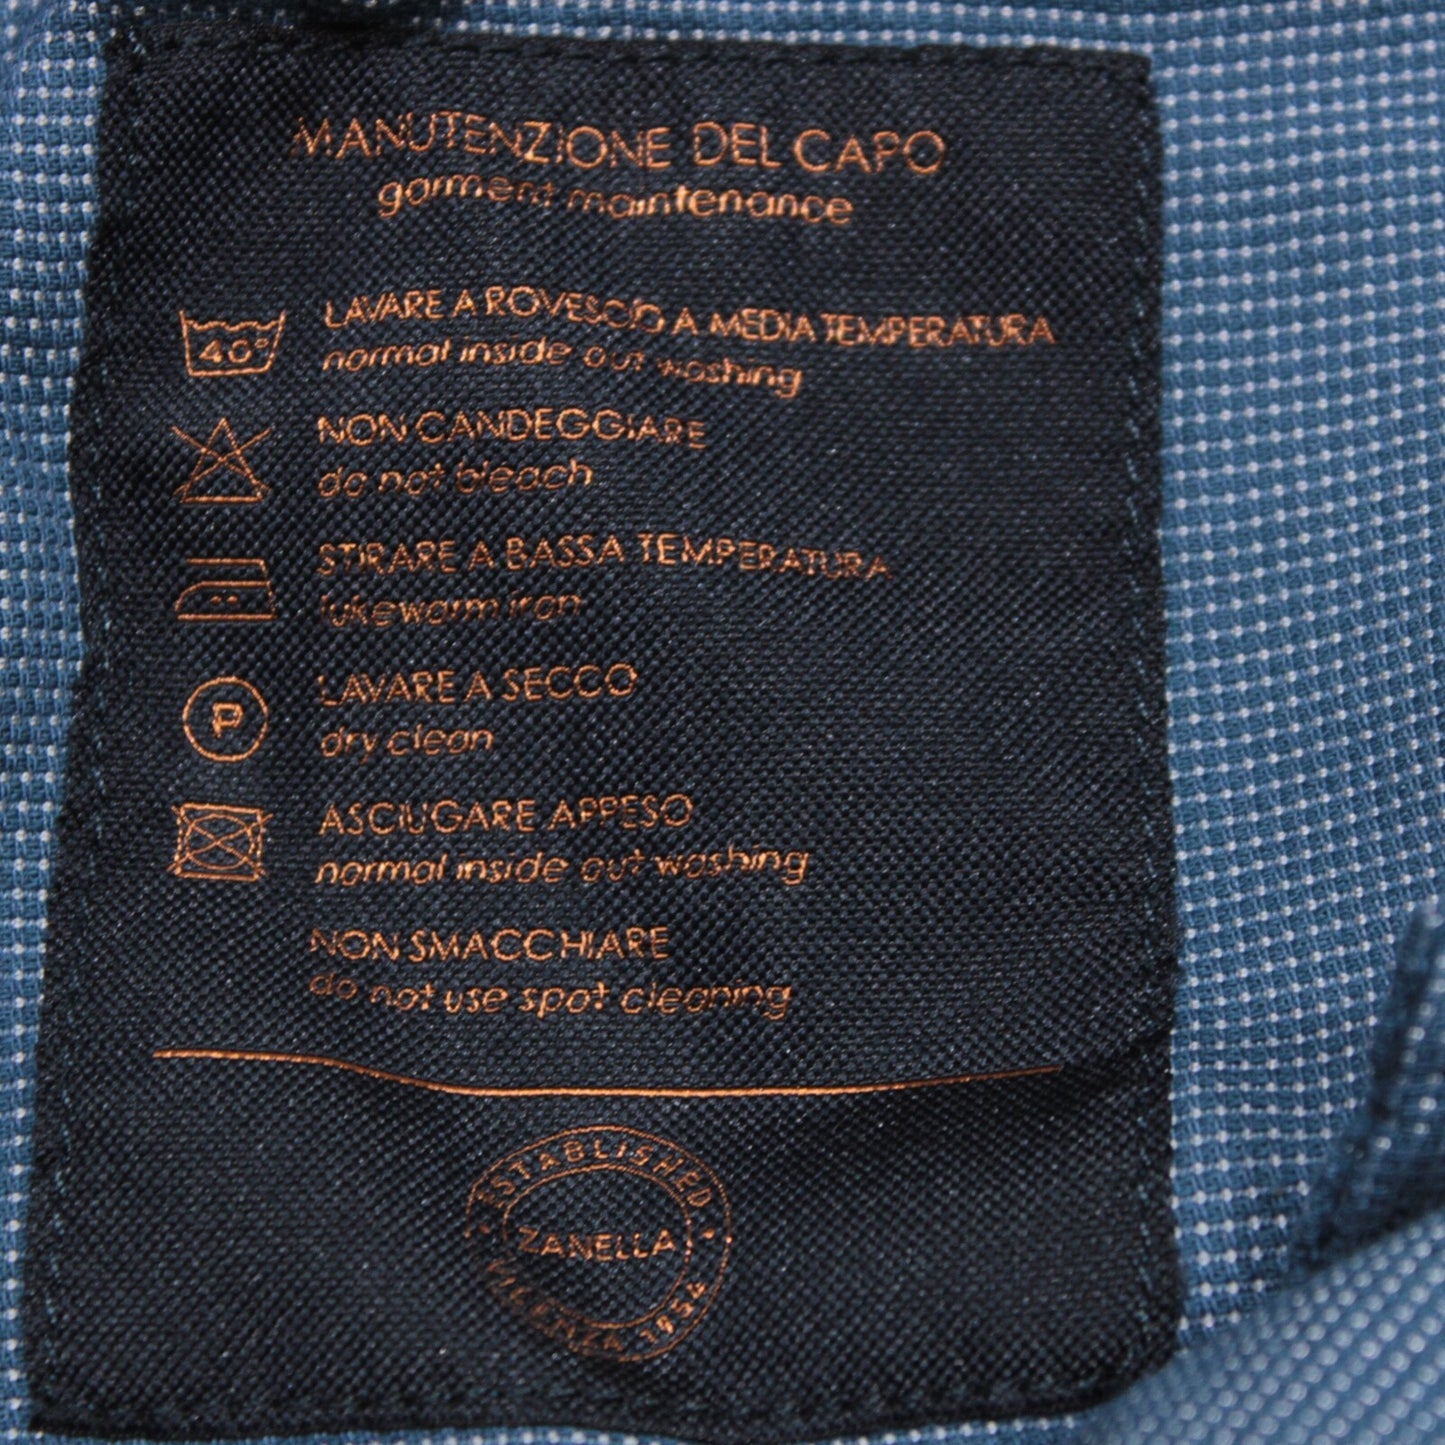 MANUTENZIONE DEL CAPO
garment maintenance
40° LAVARE A ROVESCIO A MEDIA TEMPERATURA
normal inside out washing
NON CANDEGGIARE
do not bleach
STIRARE A BASSA TEMPERATURA
lukewarm iron
P LAVARE A SECCO
dry clean
ASCIUGARE APPESO
normal inside out washing
NON SMACCHIARE
do not use spot cleaning
ESTABLISHED
ZANELLA
VICENZA 1954